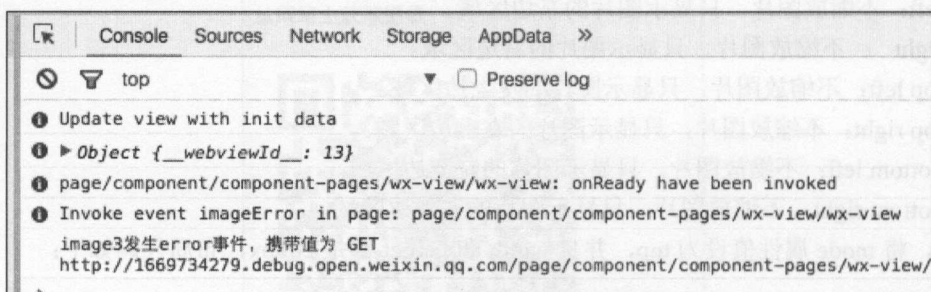 Console Sources Network Storage AppData »
top ▼ Preserve log
Update view with init data
▶ Object {__webviewId__: 13}
page/component/component-pages/wx-view/wx-view: onReady have been invoked
Invoke event imageError in page: page/component/component-pages/wx-view/wx-view
image3发生error事件，携带值为 GET
http://1669734279.debug.open.weixin.qq.com/page/component/component-pages/wx-view/